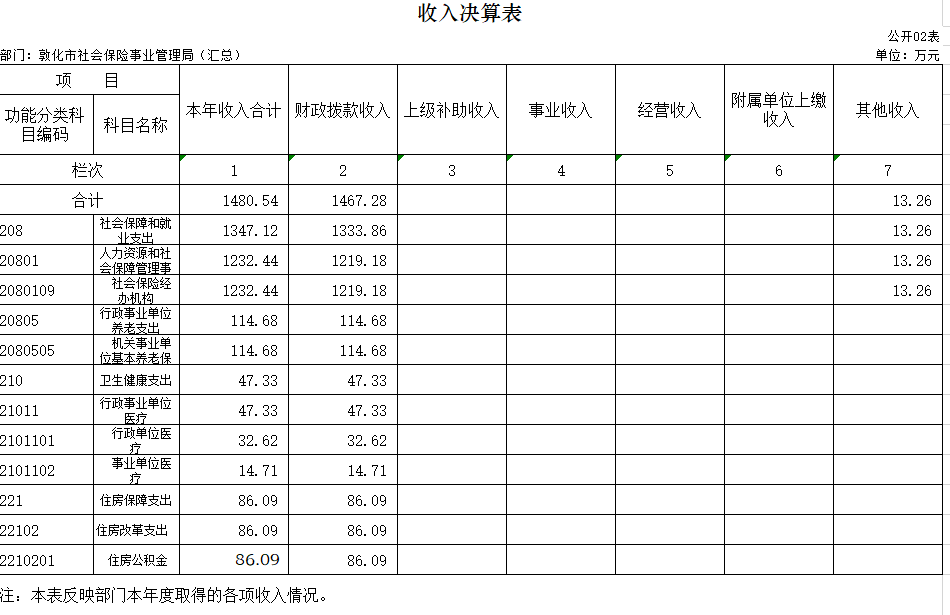 收入决算表
公开02表
部门：敦化市社会保险事业管理局（汇总）
单位：万元
项 目 本年收入合计 财政拨款收入 上级补助收入 事业收入 经营收入 附属单位上缴收入 其他收入
功能分类科目编码 科目名称
栏次 1 2 3 4 5 6 7
合计 1480.54 1467.28 13.26
208 社会保障和就业支出 1347.12 1333.86 13.26
20801 人力资源和社会保障管理事 1232.44 1219.18 13.26
2080109 社会保险经办机构 1232.44 1219.18 13.26
20805 行政事业单位养老支出 114.68 114.68
2080505 机关事业单位基本养老保 114.68 114.68
210 卫生健康支出 47.33 47.33
21011 行政事业单位医疗 47.33 47.33
2101101 行政单位医疗 32.62 32.62
2101102 事业单位医疗 14.71 14.71
221 住房保障支出 86.09 86.09
22102 住房改革支出 86.09 86.09
2210201 住房公积金 86.09 86.09
注：本表反映部门本年度取得的各项收入情况。